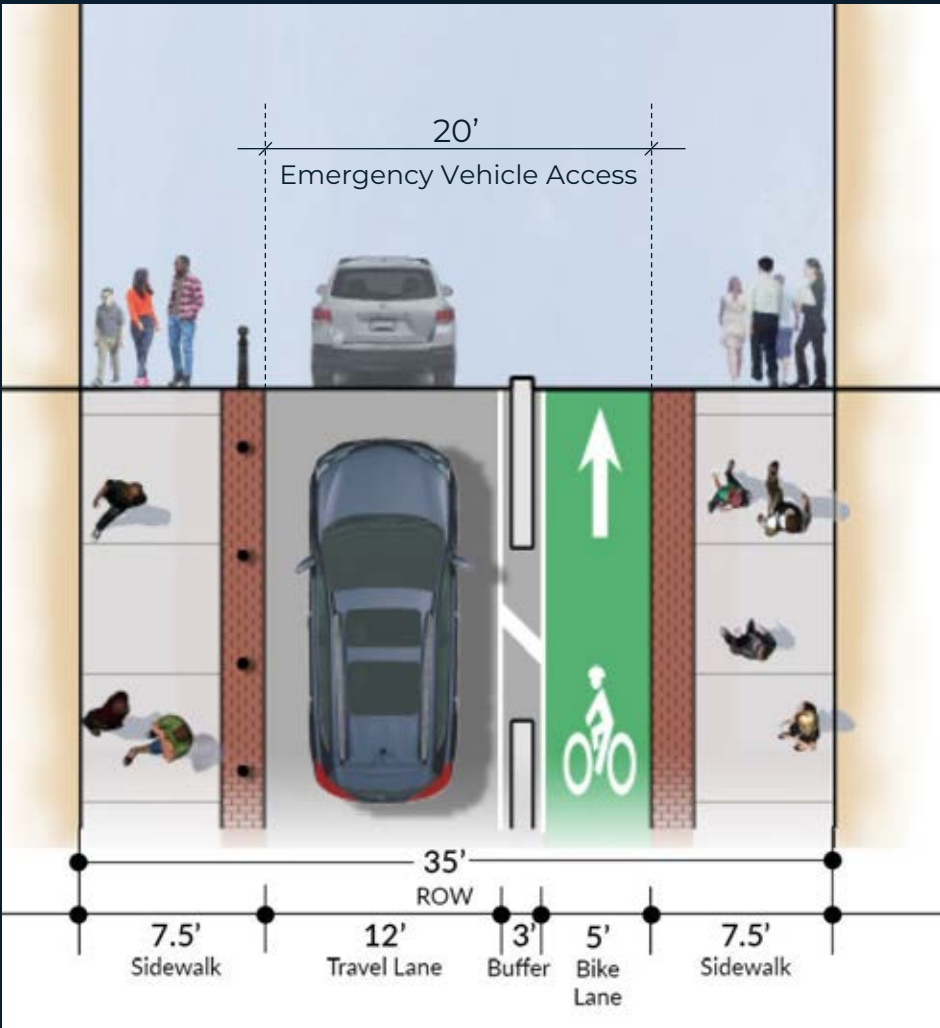 20’
Emergency Vehicle Access
35’
ROW
7.5’
Sidewalk
12’
Travel Lane
3’
Buffer
5’
Bike
Lane
7.5’
Sidewalk